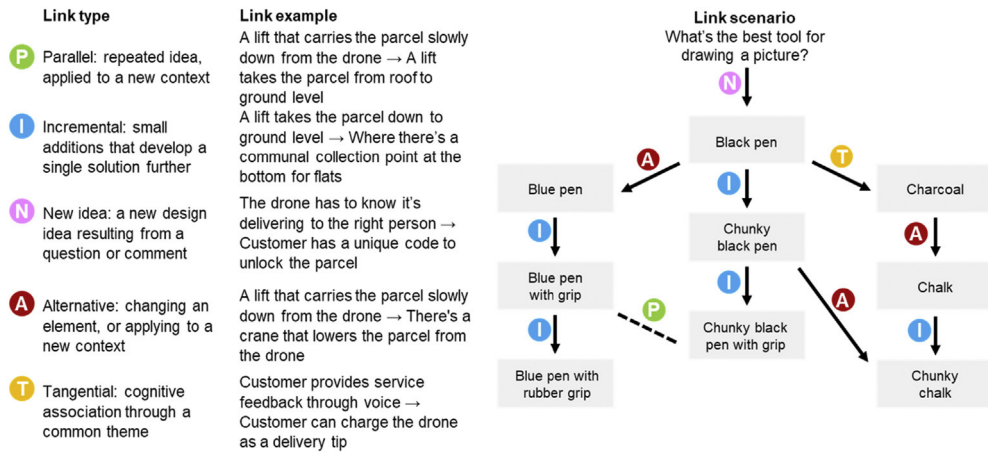 Link type
Link example
P
Parallel: repeated idea,
applied to a new context
A lift that carries the parcel slowly
down from the drone → A lift
takes the parcel from roof to
ground level
I
Incremental: small
additions that develop a
single solution further
A lift takes the parcel down to
ground level → Where there's a
communal collection point at the
bottom for flats
N
New idea: a new design
idea resulting from a
question or comment
The drone has to know it's
delivering to the right person →
Customer has a unique code to
unlock the parcel
A
Alternative: changing an
element, or applying to a
new context
A lift that carries the parcel slowly
down from the drone → There's a
crane that lowers the parcel from
the drone
T
Tangential: cognitive
association through a
common theme
Customer provides service
feedback through voice →
Customer can charge the drone
as a delivery tip
Link scenario
What's the best tool for
drawing a picture?
N
Black pen
A
I
T
Blue pen
Chunky
black pen
Charcoal
I
I
A
A
Blue pen
with grip
P
Chunky black
pen with grip
Chalk
I
I
Blue pen with
rubber grip
Chunky
chalk